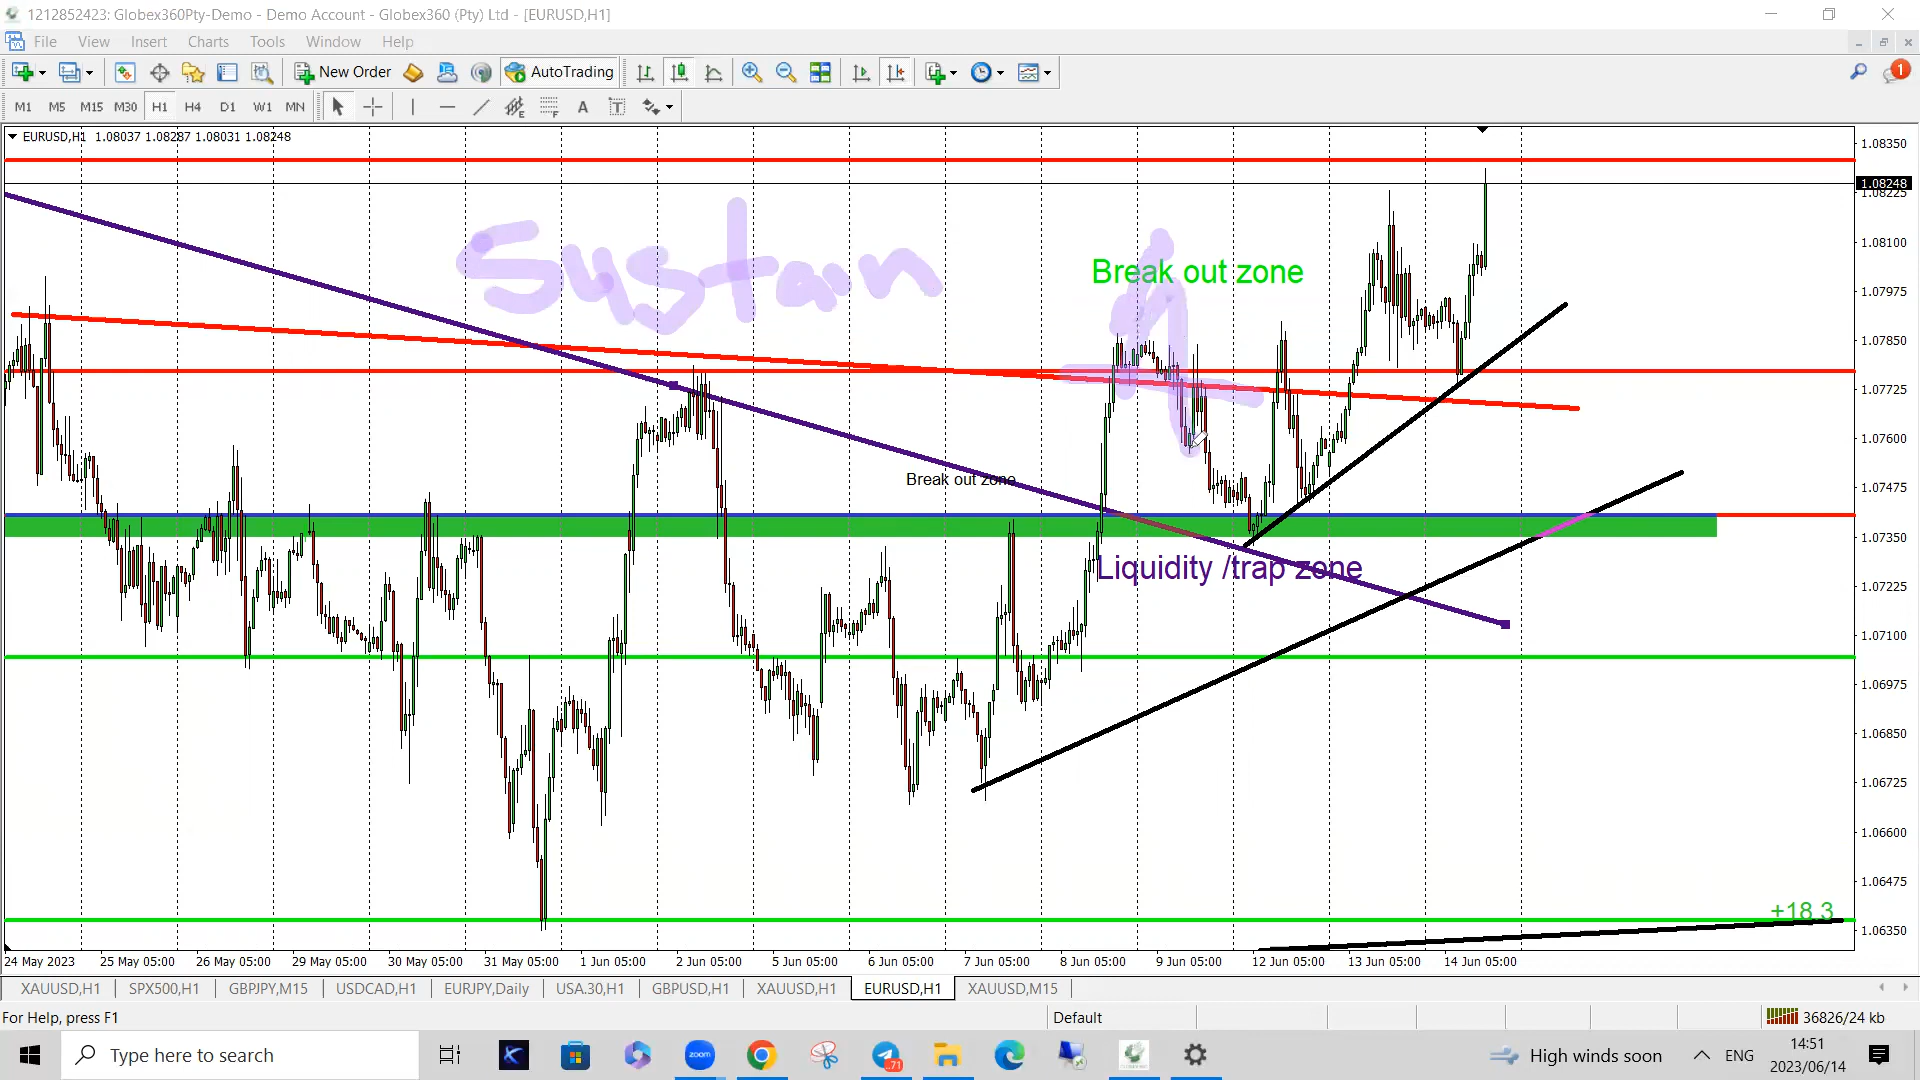 1212852423: Globex360Pty-Demo - Demo Account - Globex360 (Pty) Ltd - [EURUSD,H1]
File View Insert Charts Tools Window Help
New Order AutoTrading 1
M1 M5 M15 M30 H1 H4 D1 W1 MN E F A T
EURUSD,H1 1.08037 1.08287 1.08031 1.08248
1.08350
1.08248
1.08225
Sustain
1.08100
Break out zone
1.07975
1.07850
1.07725
1.07600
Break out zone
1.07475
1.07350
Liquidity /trap zone
1.07225
1.07100
1.06975
1.06850
1.06725
1.06600
1.06475
+18.3
1.06350
24 May 2023 25 May 05:00 26 May 05:00 29 May 05:00 30 May 05:00 31 May 05:00 1 Jun 05:00 2 Jun 05:00 5 Jun 05:00 6 Jun 05:00 7 Jun 05:00 8 Jun 05:00 9 Jun 05:00 12 Jun 05:00 13 Jun 05:00 14 Jun 05:00
XAUUSD,H1 SPX500,H1 GBPJPY,M15 USDCAD,H1 EURJPY,Daily USA.30,H1 GBPUSD,H1 XAUUSD,H1 EURUSD,H1 XAUUSD,M15
For Help, press F1 Default 36826/24 kb
Type here to search zoom 71 High winds soon ENG 14:51
2023/06/14